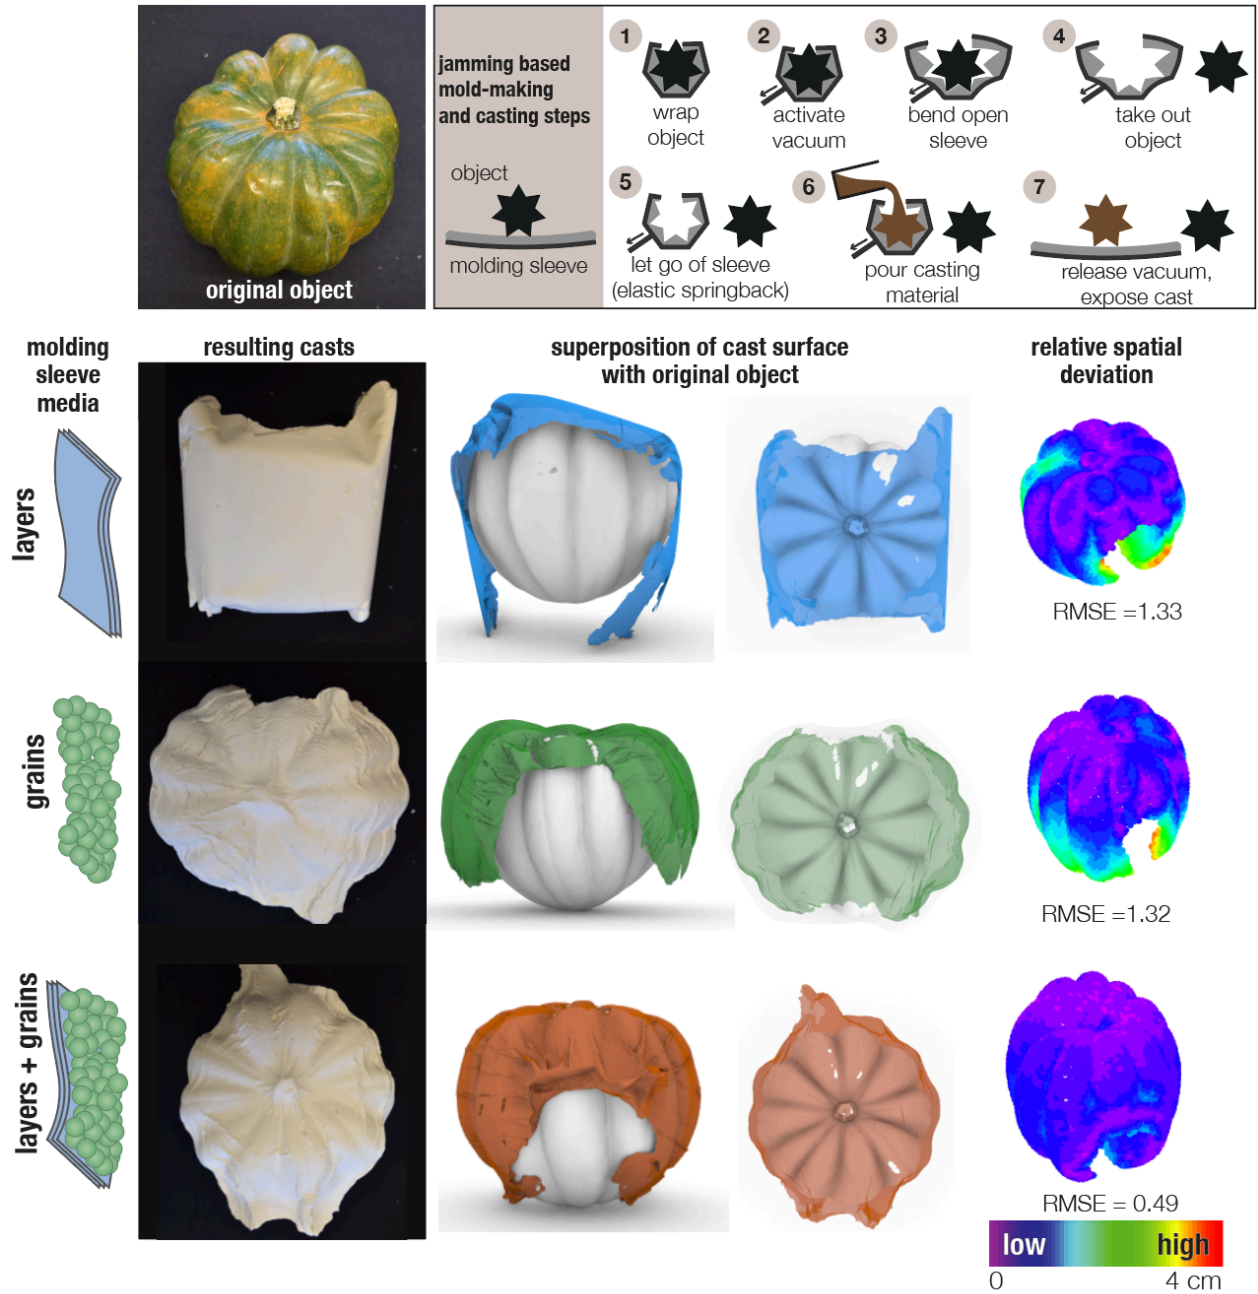 original object
jamming based
mold-making
and casting steps
object
molding sleeve
1
wrap
object
2
activate
vacuum
3
bend open
sleeve
4
take out
object
5
let go of sleeve
(elastic springback)
6
pour casting
material
7
release vacuum,
expose cast
molding
sleeve
media
resulting casts
superposition of cast surface
with original object
relative spatial
deviation
layers
RMSE =1.33
grains
RMSE =1.32
layers + grains
RMSE = 0.49
low high
0 4 cm